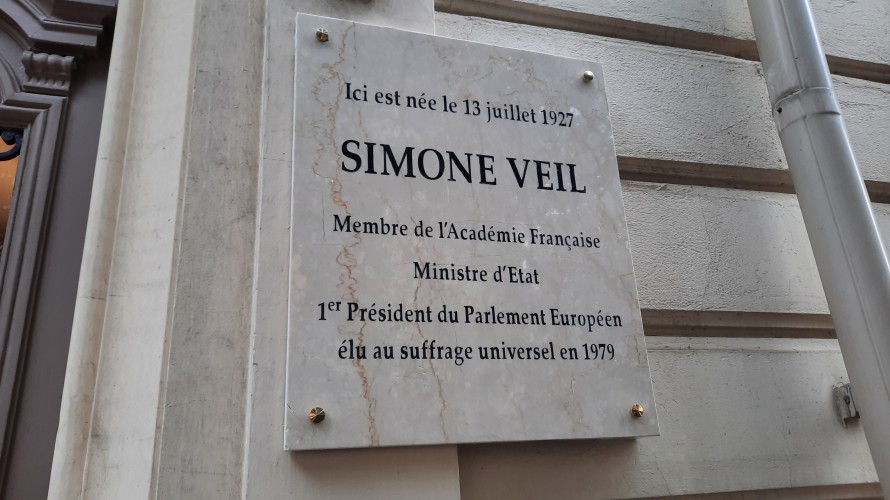 Ici est née le 13 juillet 1927
SIMONE VEIL
Membre de l'Académie Française
Ministre d'Etat
1er Président du Parlement Européen
élu au suffrage universel en 1979